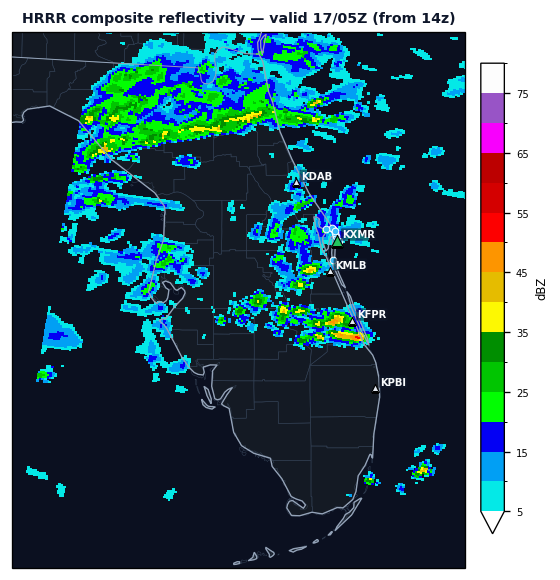 HRRR composite reflectivity — valid 17/05Z (from 14z)
KDAB
KXMR
KMLB
KFPR
KPBI
75
65
55
45
35
25
15
5
dBZ